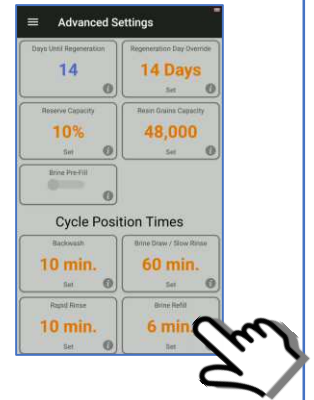 Advanced Settings
Days Until Regeneration
14
Regeneration Day Override
14 Days
Set
Reserve Capacity
10%
Set
Resin Grains Capacity
48,000
Set
Brine Pre-Fill
Cycle Position Times
Backwash
10 min.
Set
Brine Draw / Slow Rinse
60 min.
Set
Rapid Rinse
10 min.
Set
Brine Refill
6 min.
Set